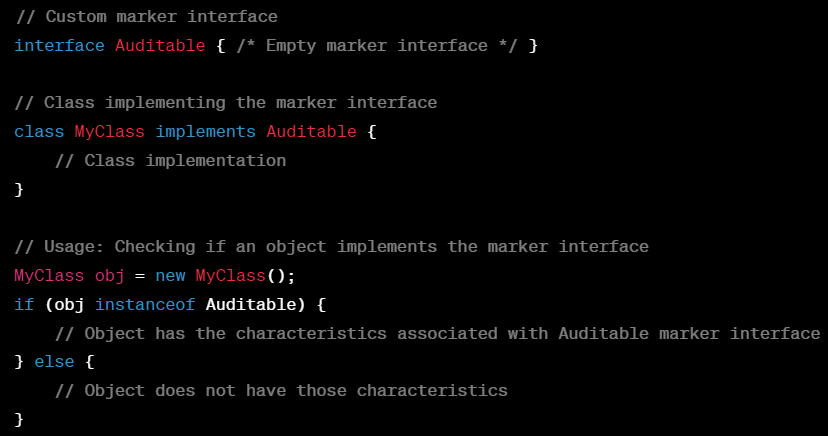 // Custom marker interface
interface Auditable { /* Empty marker interface */ }

// Class implementing the marker interface
class MyClass implements Auditable {
    // Class implementation
}

// Usage: Checking if an object implements the marker interface
MyClass obj = new MyClass();
if (obj instanceof Auditable) {
    // Object has the characteristics associated with Auditable marker interface
} else {
    // Object does not have those characteristics
}